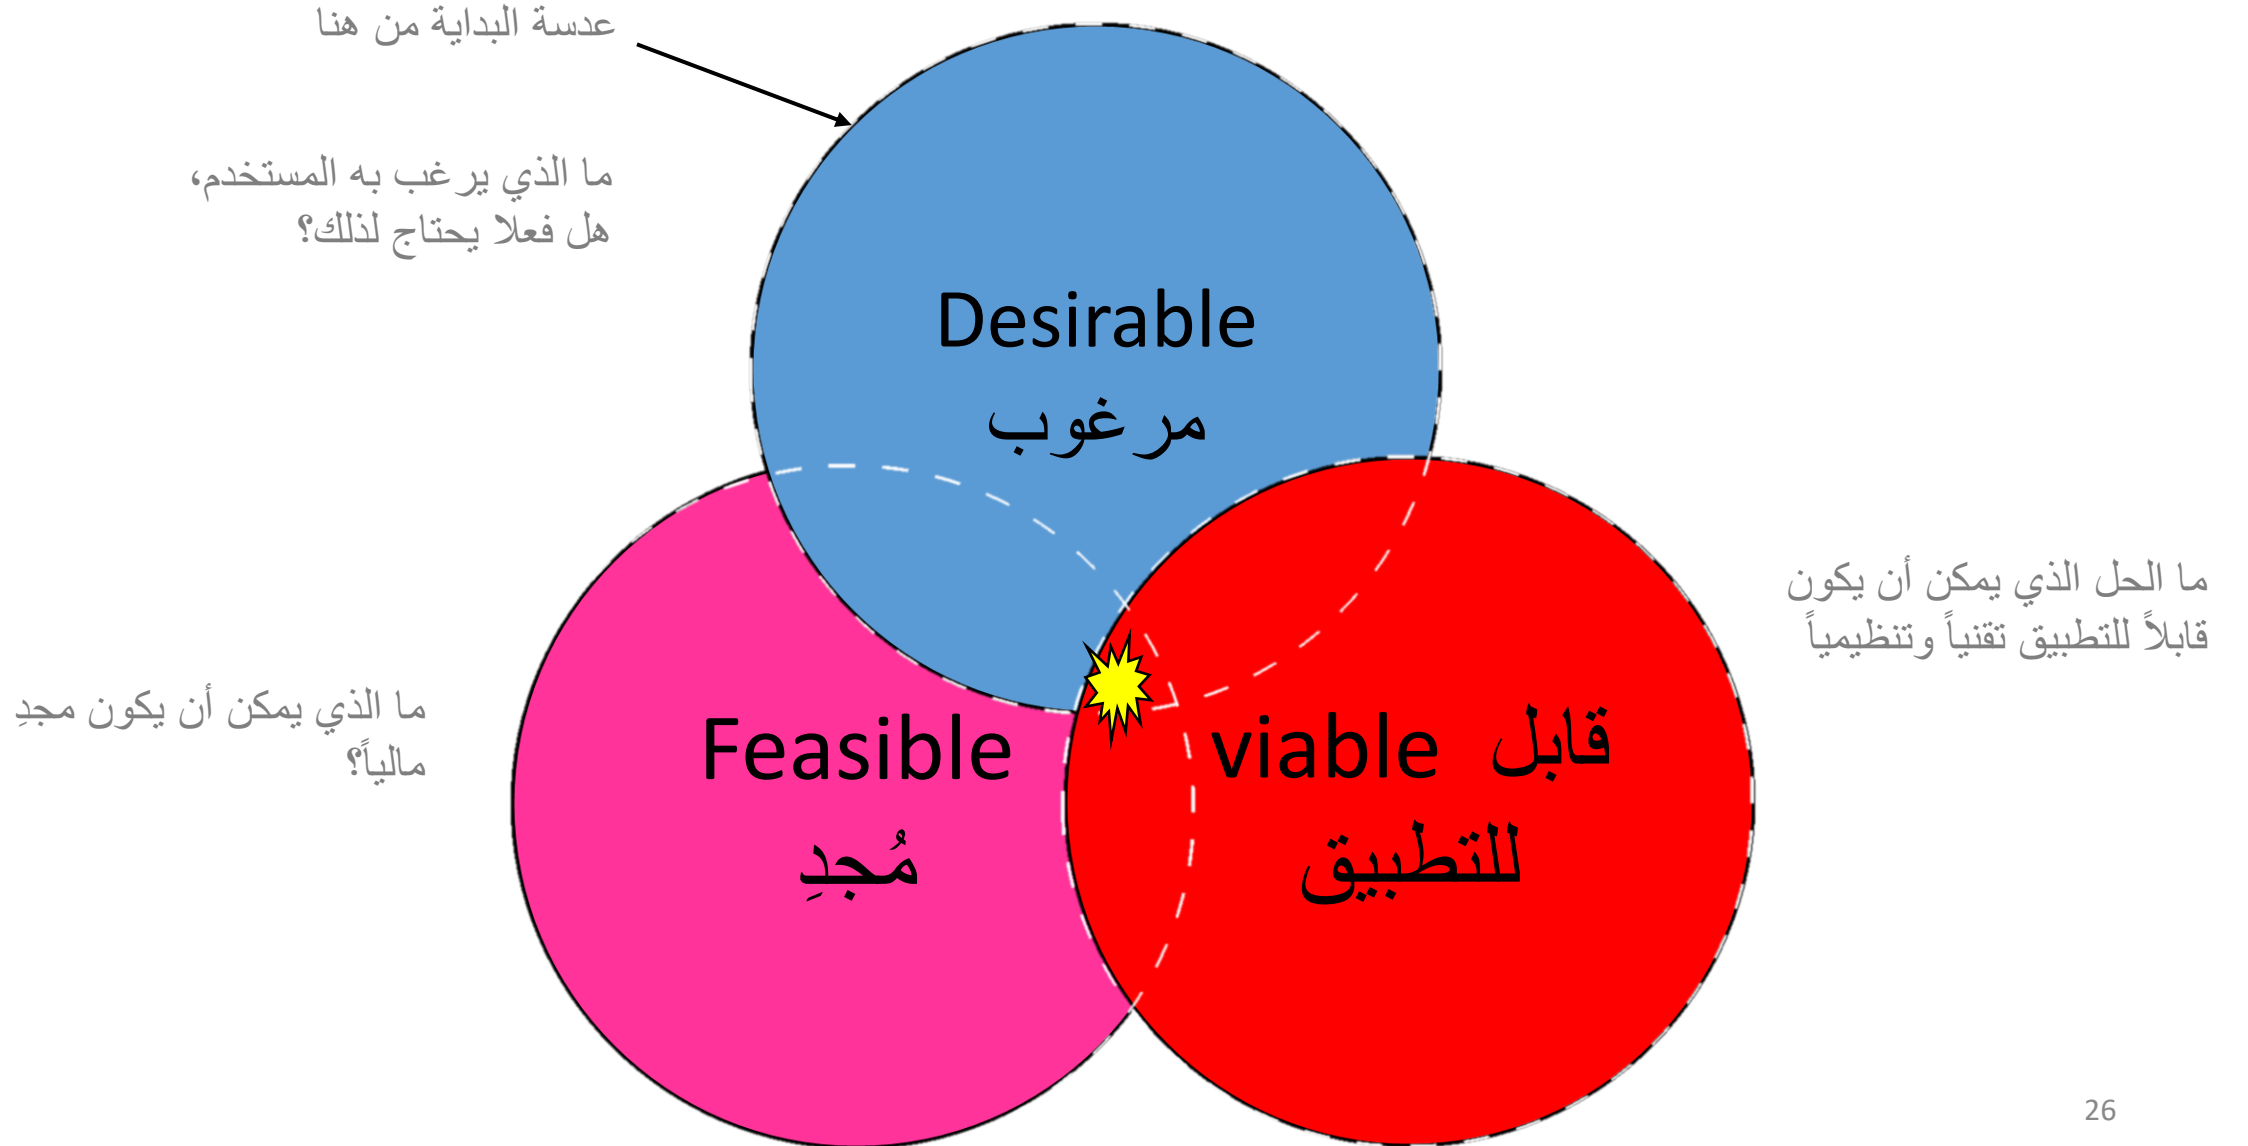 عدسة البداية من هنا
ما الذي يرغب به المستخدم،
هل فعلا يحتاج لذلك؟
Desirable
مرغوب
ما الحل الذي يمكن أن يكون
قابلاً للتطبيق تقنياً وتنظيمياً
ما الذي يمكن أن يكون مجدِ
مالياً؟
Feasible
مُجدِ
قابل viable
للتطبيق
26